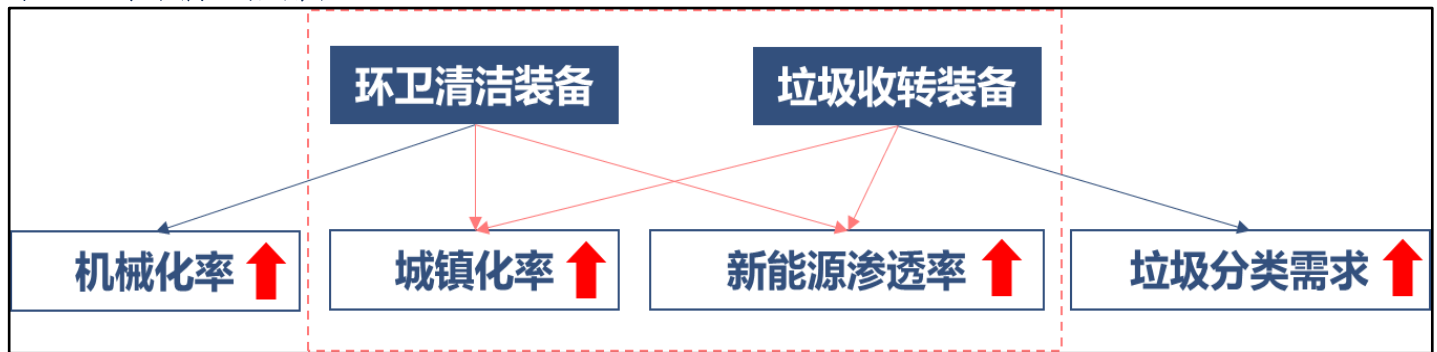 环卫清洁装备
垃圾收转装备
机械化率
城镇化率
新能源渗透率
垃圾分类需求